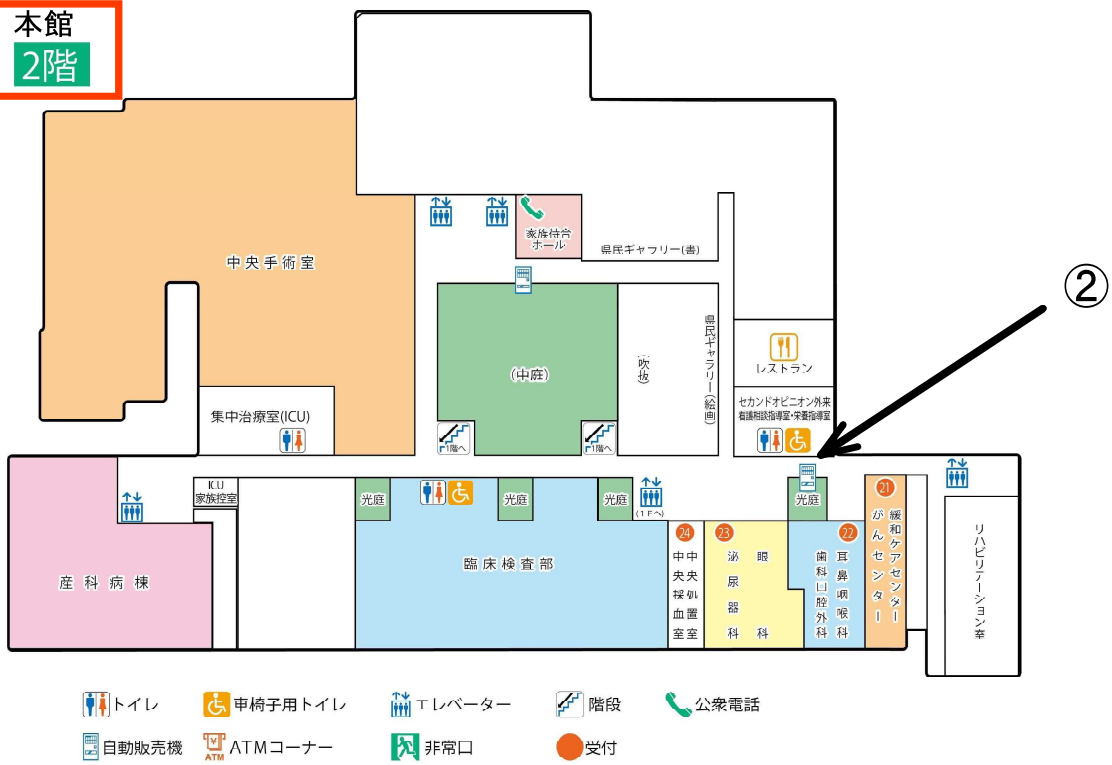 本館
2階
②
家族待合
ホール
県民ギャラリー(書)
中央手術室
(中庭)
(吹抜)
県民ギャラリー(絵画)
レストラン
セカンドオピニオン外来
看護相談指導室・栄養指導室
集中治療室(ICU)
1階へ
1階へ
ICU
家族控室
光庭
光庭
光庭
(1Fへ)
光庭
産科病棟
臨床検査部
24
中央処置室
中央採血室
23
眼科
泌尿器科
22
耳鼻咽喉科
歯科口腔外科
21
緩和ケアセンター
がんセンター
リハビリテーション室
トイレ
車椅子用トイレ
エレベーター
階段
公衆電話
自動販売機
ATM
ATMコーナー
非常口
受付